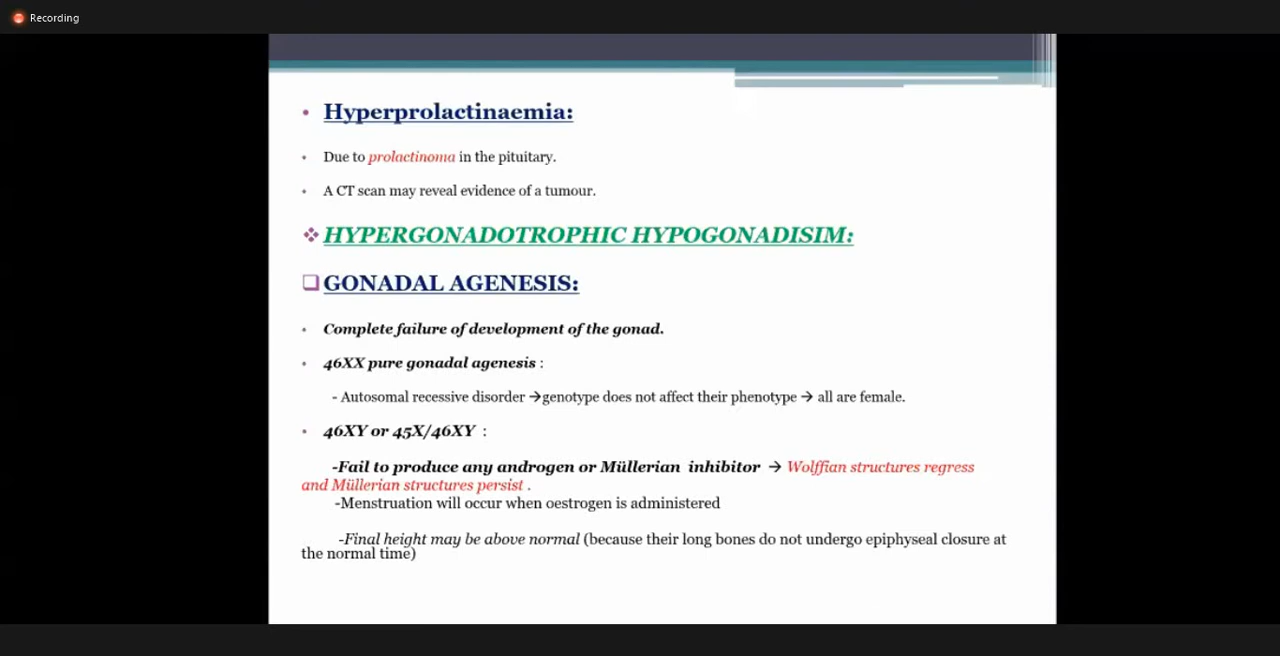 Recording
• Hyperprolactinaemia:
• Due to prolactinoma in the pituitary.
• A CT scan may reveal evidence of a tumour.
❖ HYPERGONADOTROPHIC HYPOGONADISIM:
❑ GONADAL AGENESIS:
• Complete failure of development of the gonad.
• 46XX pure gonadal agenesis :
- Autosomal recessive disorder →genotype does not affect their phenotype → all are female.
• 46XY or 45X/46XY :
-Fail to produce any androgen or Müllerian inhibitor → Wolffian structures regress
and Müllerian structures persist .
-Menstruation will occur when oestrogen is administered
-Final height may be above normal (because their long bones do not undergo epiphyseal closure at
the normal time)